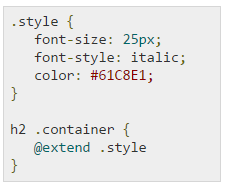 .style {
   font-size: 25px;
   font-style: italic;
   color: #61C8E1;
}

h2 .container {
   @extend .style
}